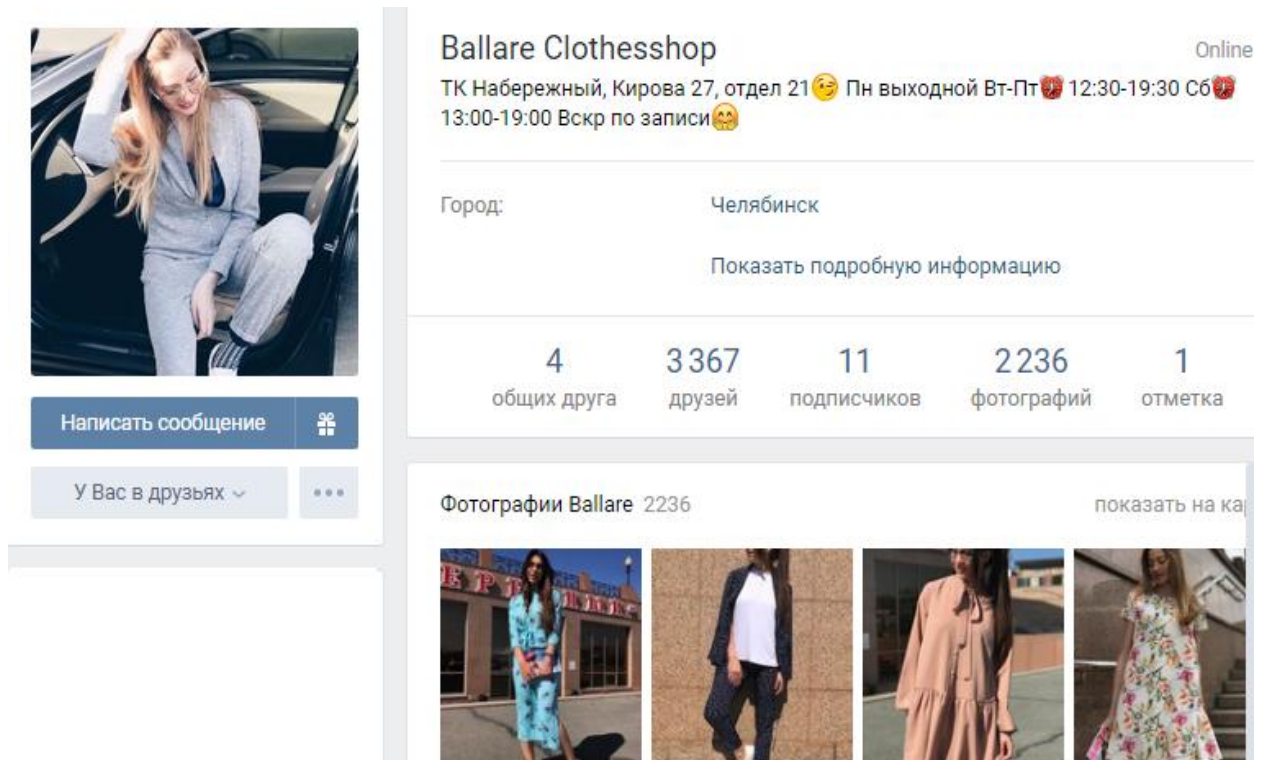 Ballare Clothesshop
Online
ТК Набережный, Кирова 27, отдел 21😏 Пн выходной Вт-Пт⏰ 12:30-19:30 Сб⏰
13:00-19:00 Вскр по записи🤗
Город:
Челябинск
Показать подробную информацию
4
3 367
11
2 236
1
общих друга
друзей
подписчиков
фотографий
отметка
Написать сообщение
У Вас в друзьях
Фотографии Ballare 2236
показать на ка